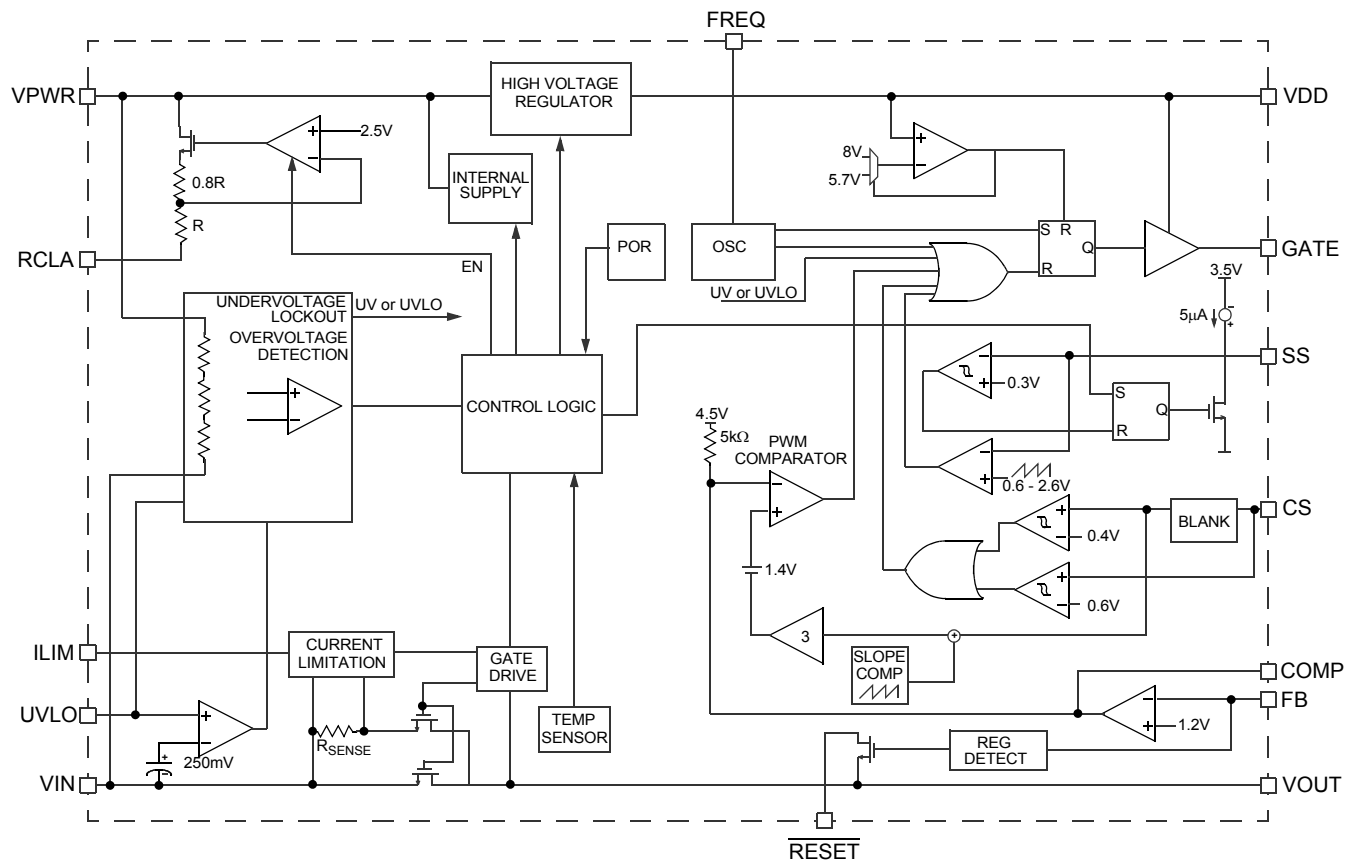 FREQ
VPWR
HIGH VOLTAGE
REGULATOR
VDD
+
2.5V
−
+
−
8V
5.7V
0.8R
INTERNAL
SUPPLY
R
S R
Q
R
OSC
POR
RCLA
EN
GATE
UV or UVLO
3.5V
UNDERVOLTAGE
LOCKOUT
UV or UVLO
OVERVOLTAGE
DETECTION
5µA
−
+
SS
−
+
0.3V
+
−
CONTROL LOGIC
S
Q
R
4.5V
5kΩ
PWM
COMPARATOR
−
+
−
+
0.6 - 2.6V
CS
BLANK
+
−
0.4V
1.4V
+
−
0.6V
3
+
ILIM
CURRENT
LIMITATION
GATE
DRIVE
SLOPE
COMP
COMP
FB
−
+
1.2V
UVLO
+
−
RSENSE
TEMP
SENSOR
REG
DETECT
+
−
250mV
VIN
VOUT
RESET